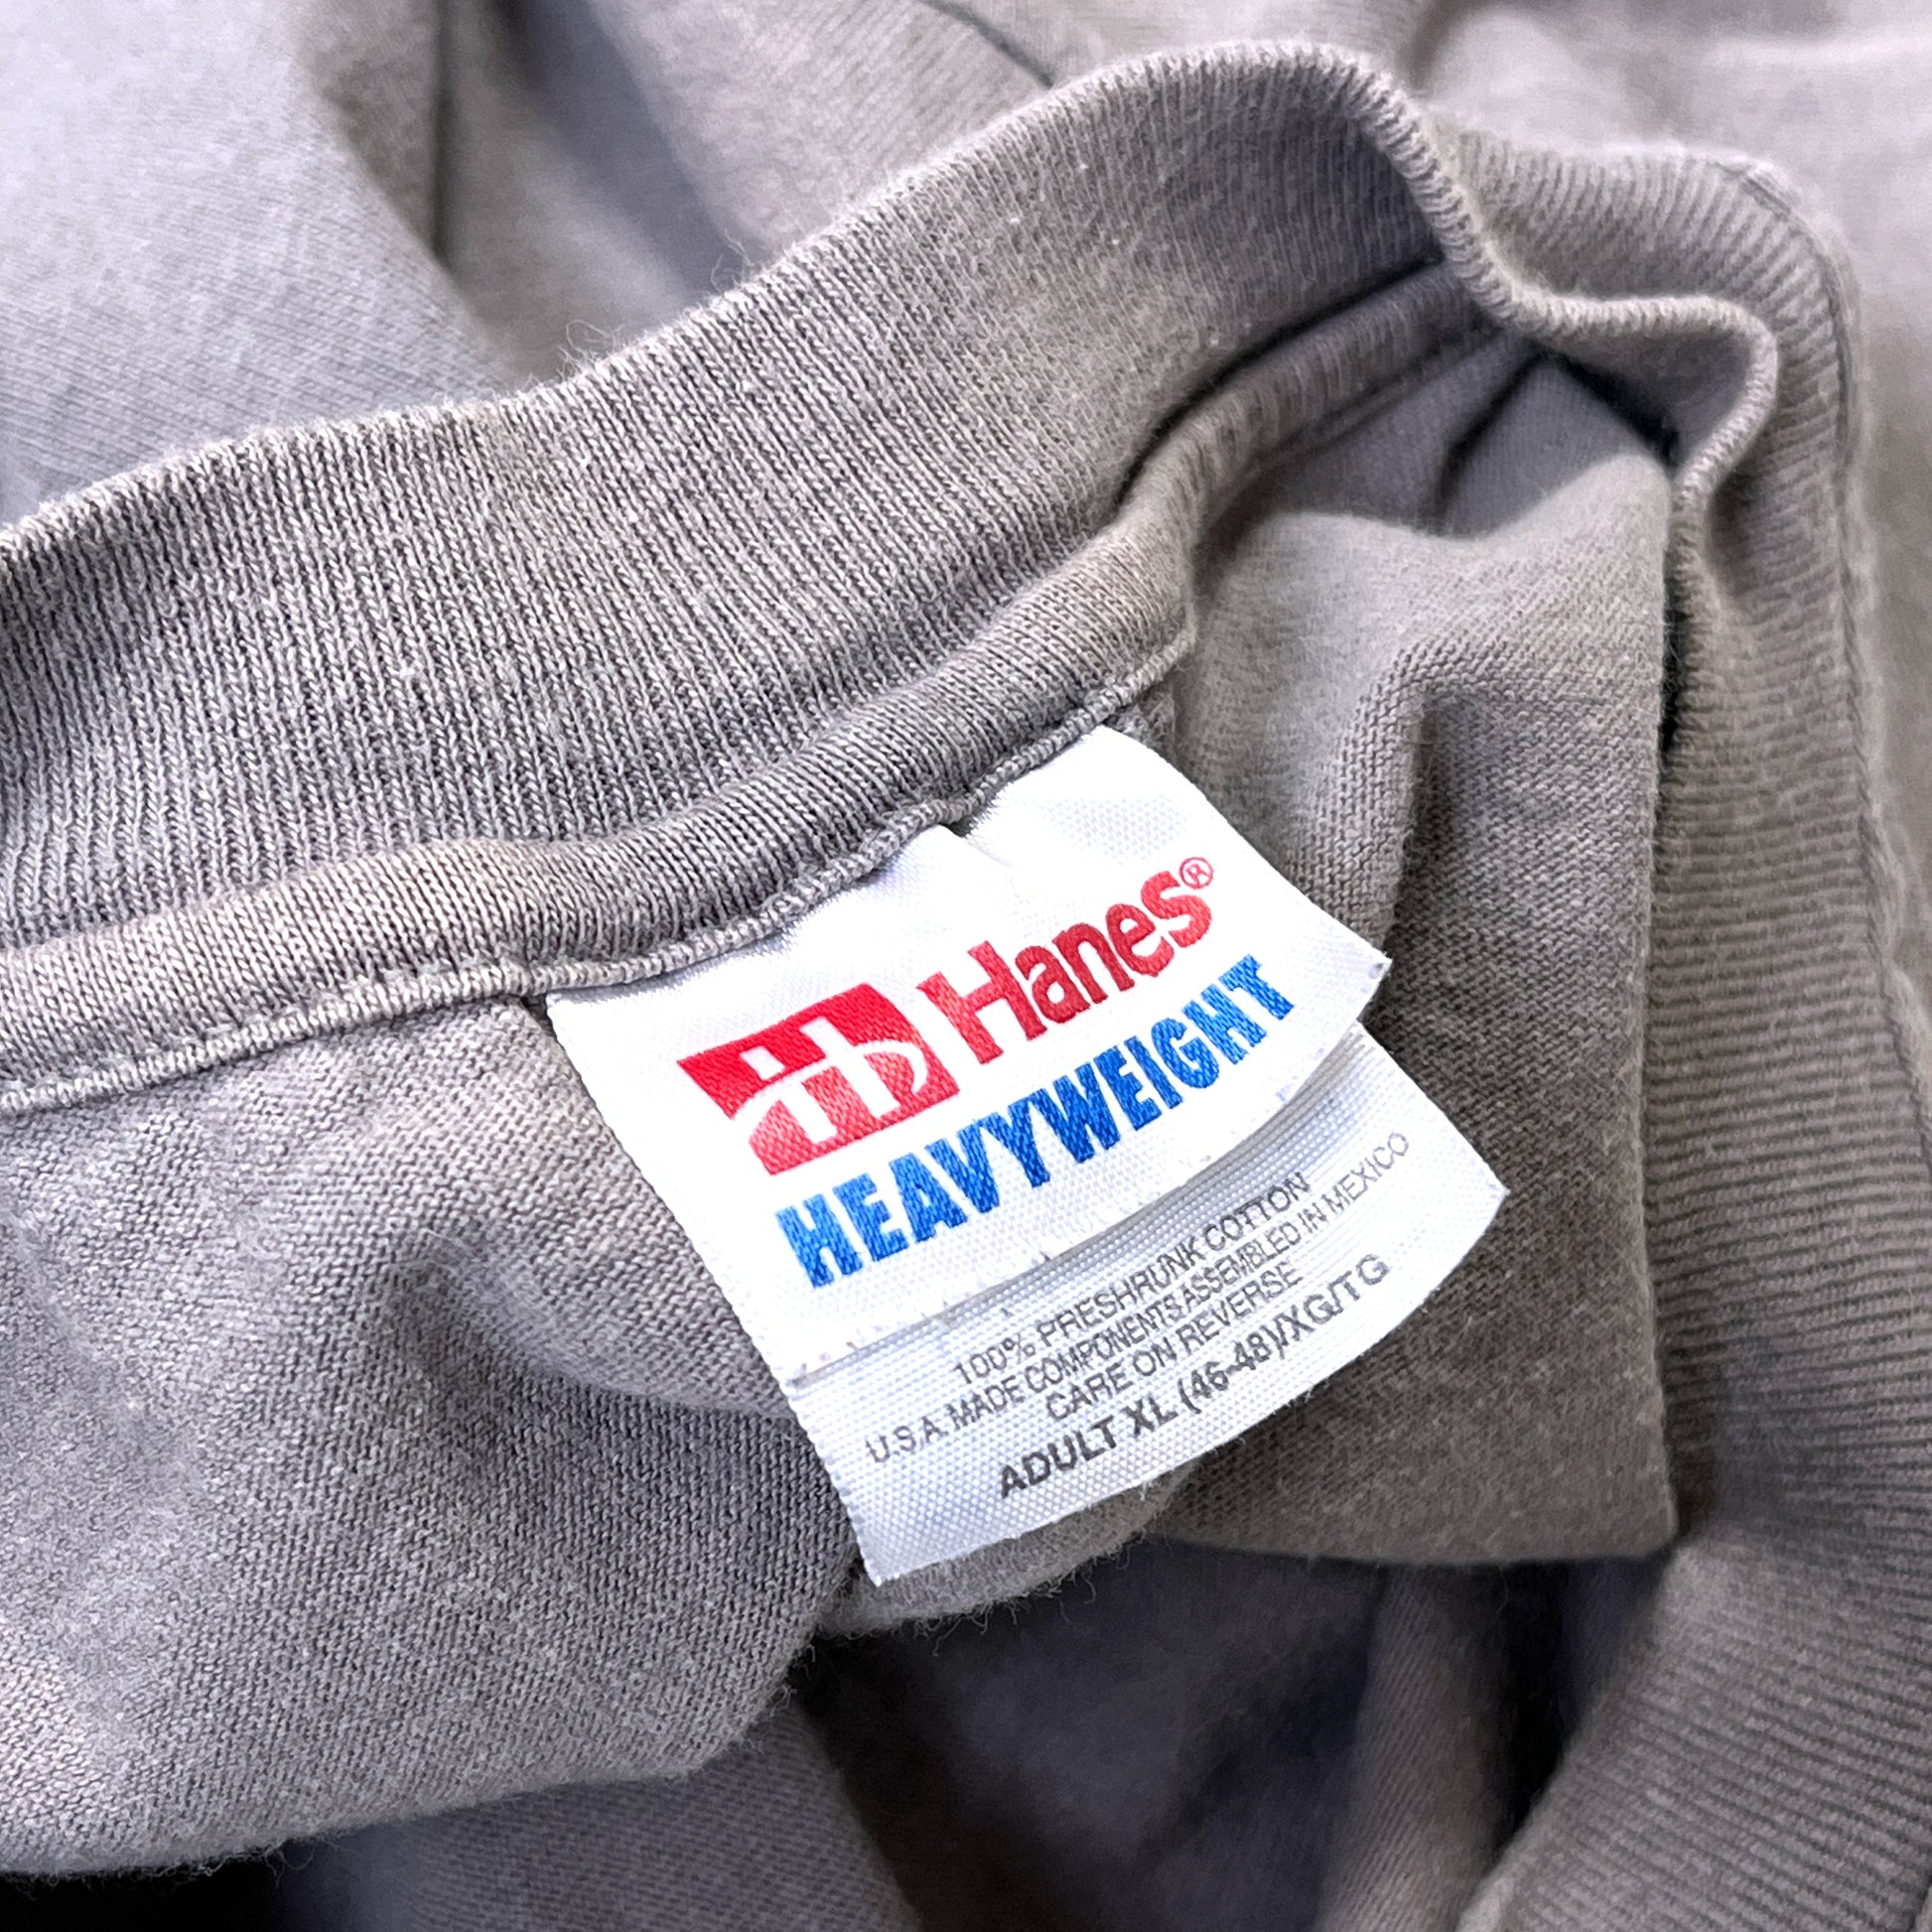 hb Hanes®
HEAVYWEIGHT
100% PRESHRUNK COTTON
U.S.A. MADE COMPONENTS ASSEMBLED IN MEXICO
CARE ON REVERSE
ADULT XL (46-48)/XG/TG